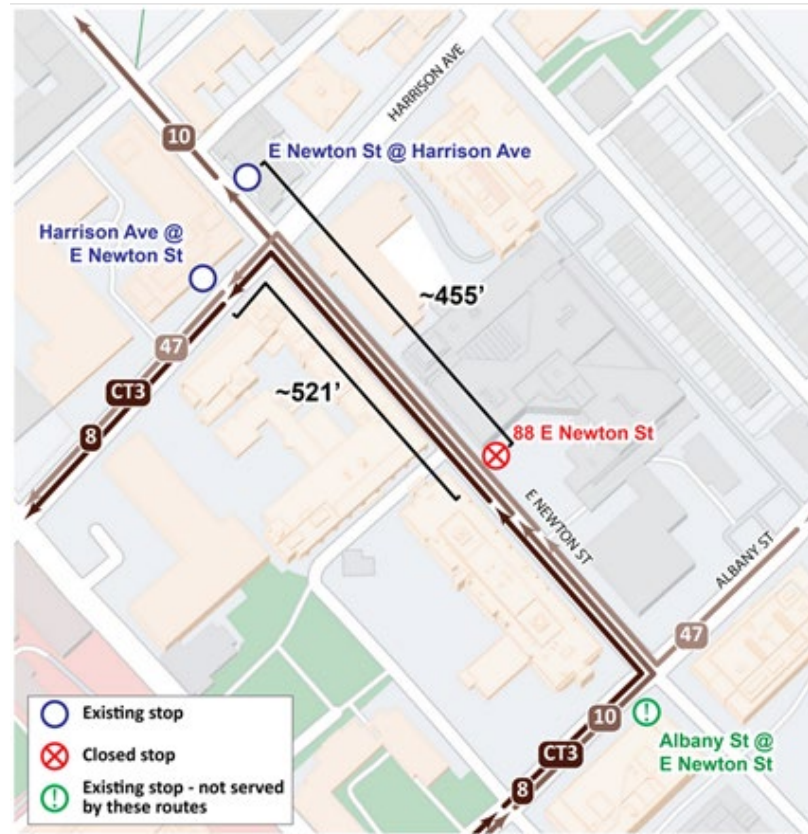 HARRISON AVE
10
E Newton St @ Harrison Ave
Harrison Ave @
E Newton St
~455'
47
~521'
CT3
8
88 E Newton St
E NEWTON ST
ALBANY ST
47
10
Albany St @
E Newton St
CT3
8
Existing stop
Closed stop
Existing stop - not served
by these routes